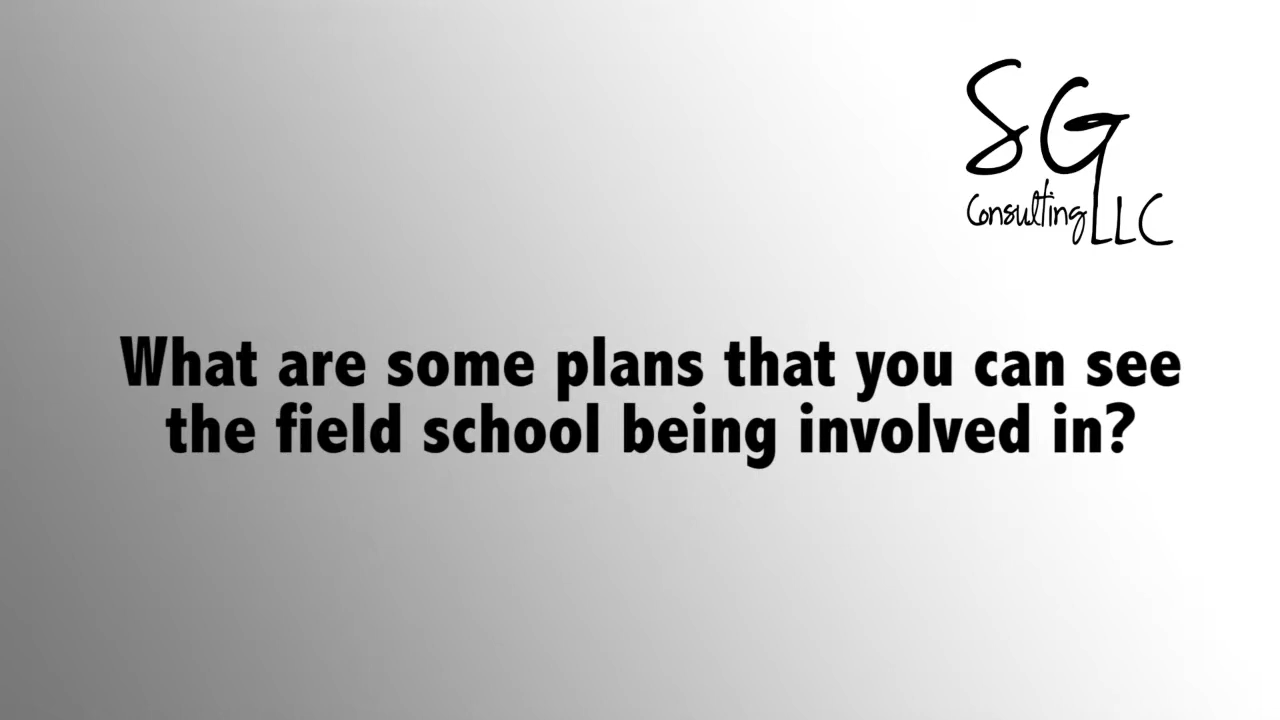 SG
Consulting LLC
What are some plans that you can see
the field school being involved in?